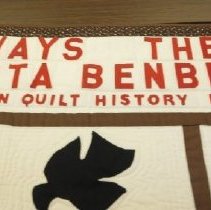 WAYS THE
TA BENB
N QUILT HISTORY